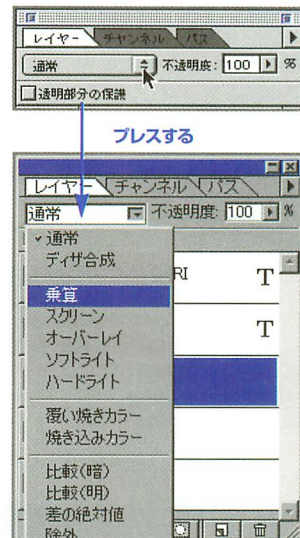 レイヤー チャンネル パス
通常 不透明度: 100 %
透明部分の保護
プレスする
レイヤー チャンネル パス
通常 不透明度: 100 %
通常
ディザ合成
RI T
乗算
スクリーン
T
オーバーレイ
ソフトライト
ハードライト
覆い焼きカラー
焼き込みカラー
比較(暗)
比較(明)
差の絶対値
除外